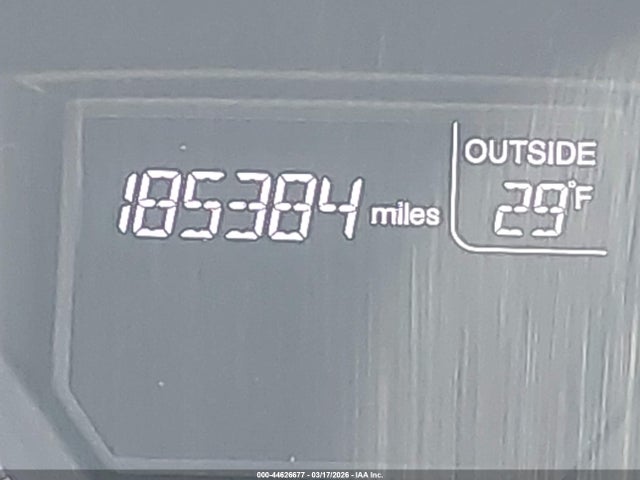 OUTSIDE
185384 miles 29°F
000-44626677 - 03/17/2026 - IAA Inc.